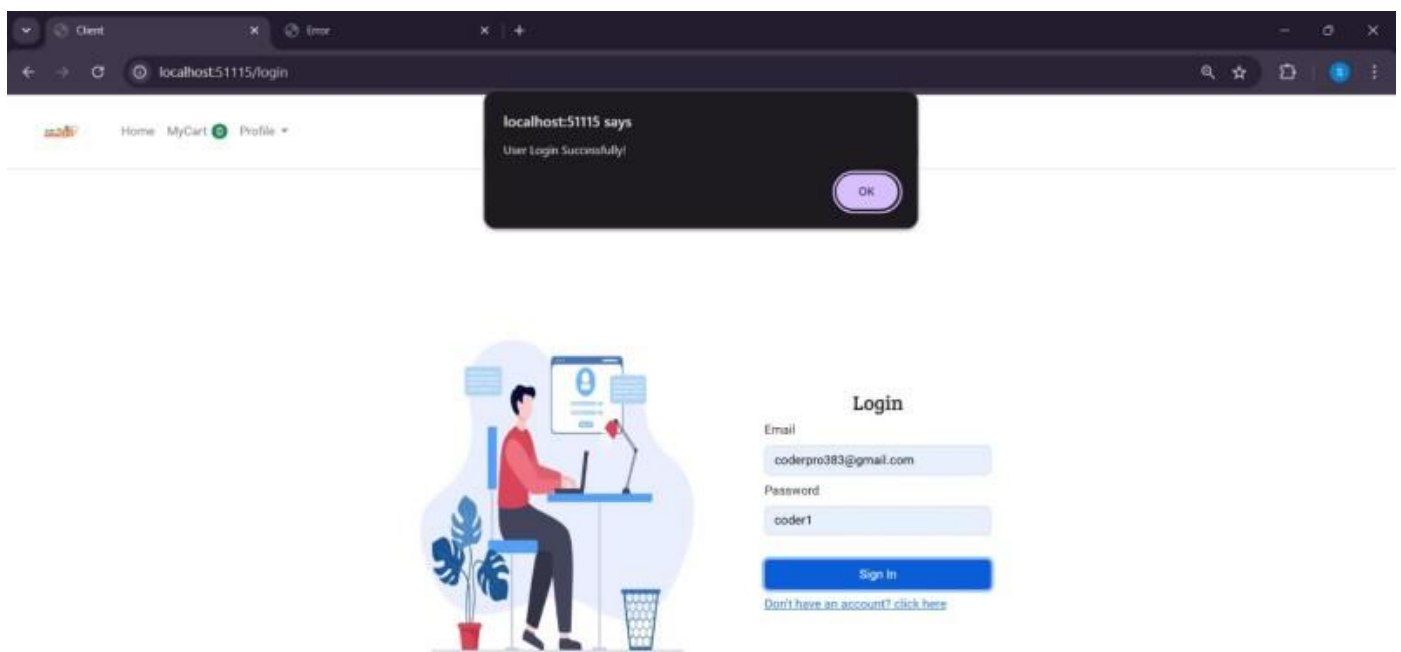 Client
Error
localhost:51115/login
Home MyCart 0 Profile
localhost:51115 says
User Login Successfully!
OK
Login
Email
coderpro383@gmail.com
Password
coder1
Sign In
Don't have an account? click here